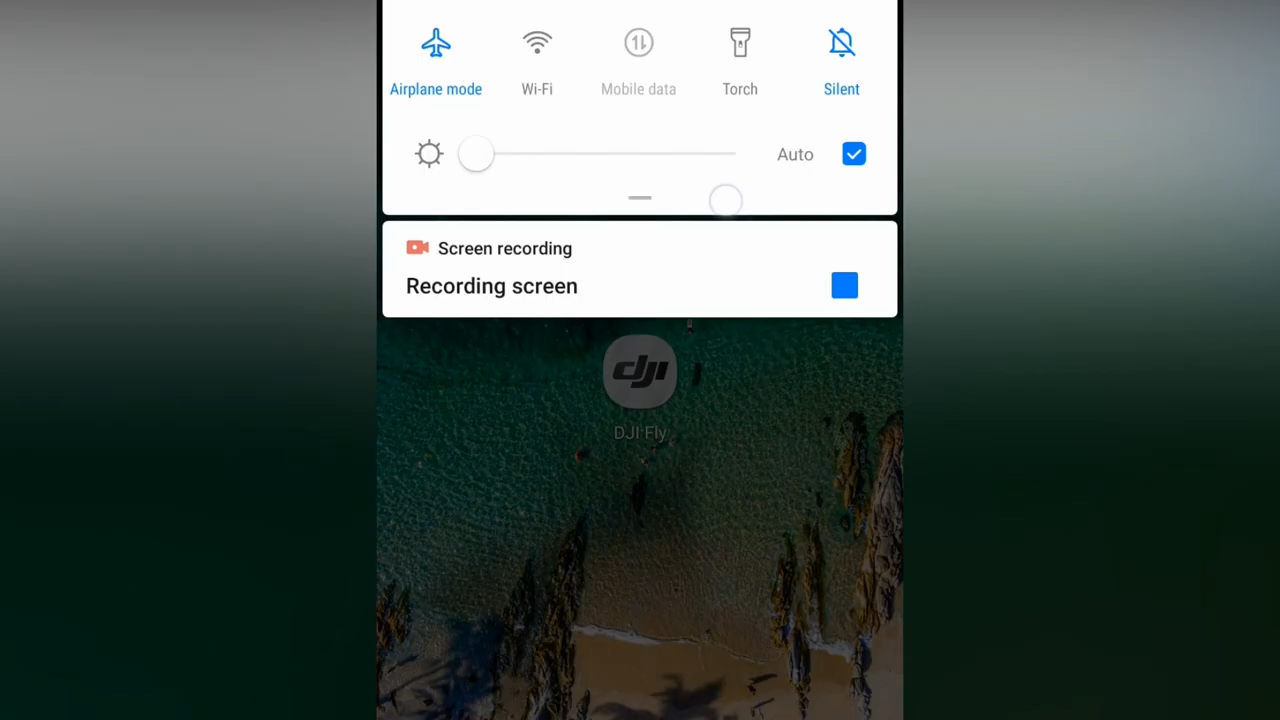 Airplane mode Wi-Fi Mobile data Torch Silent
Auto
Screen recording
Recording screen
dji
DJI Fly